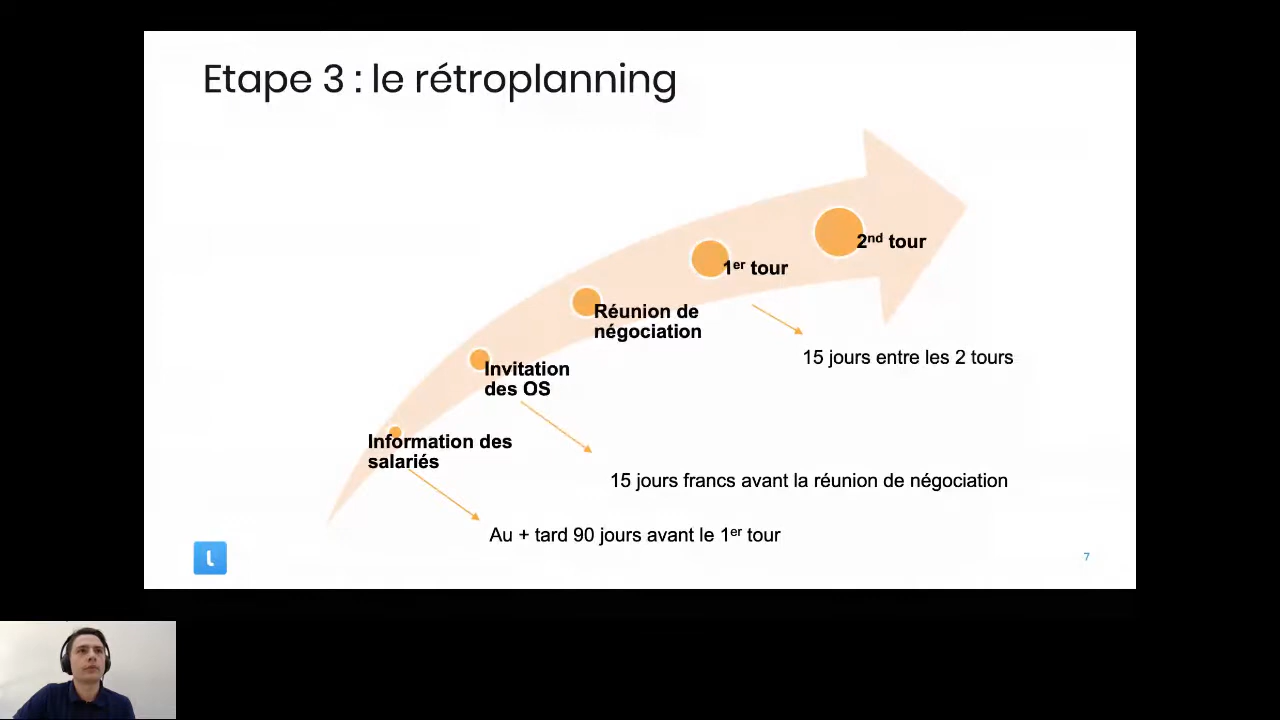 Etape 3 : le rétroplanning
2nd tour
1er tour
Réunion de
négociation
15 jours entre les 2 tours
Invitation
des OS
Information des
salariés
15 jours francs avant la réunion de négociation
Au + tard 90 jours avant le 1er tour
l
7